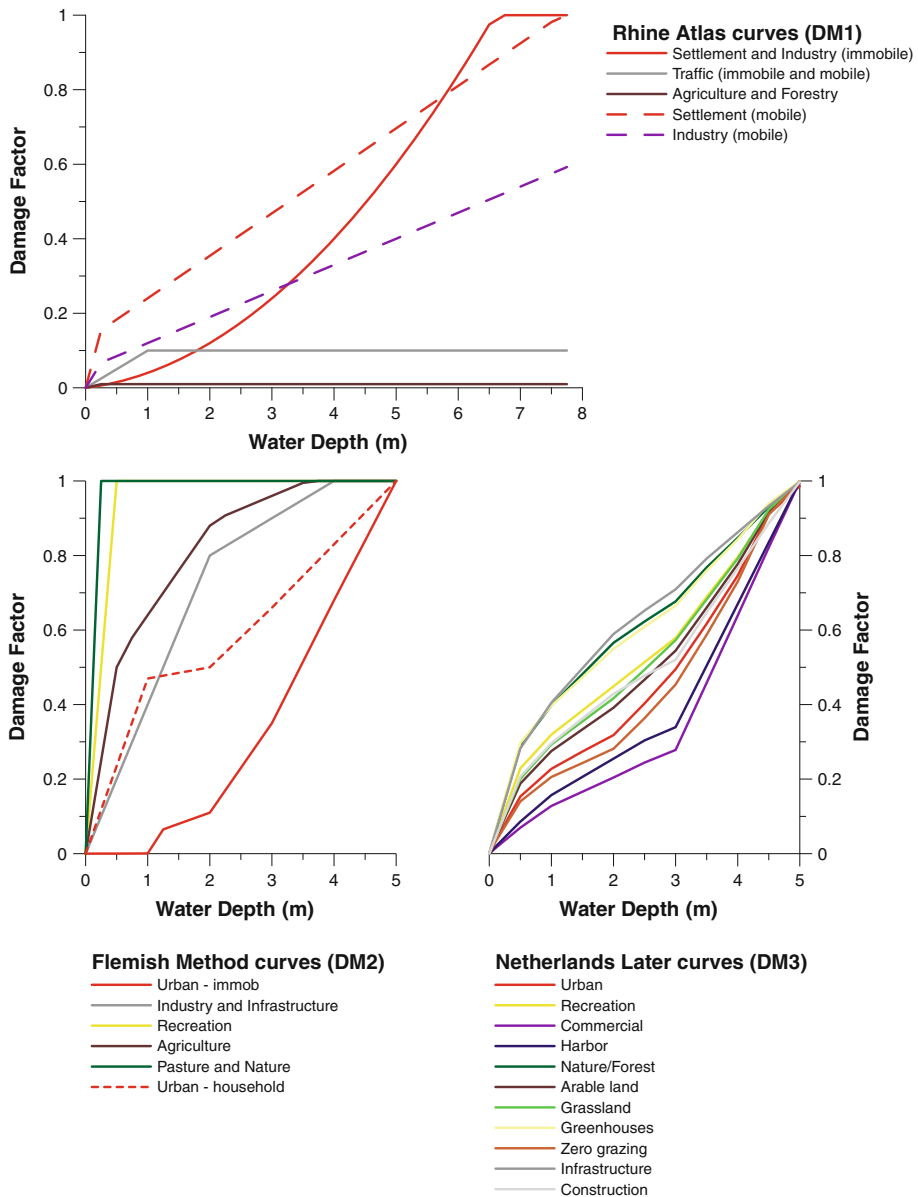 1
0.8
0.6
0.4
0.2
0
Damage Factor
0 1 2 3 4 5 6 7 8
Water Depth (m)
Rhine Atlas curves (DM1)
Settlement and Industry (immobile)
Traffic (immobile and mobile)
Agriculture and Forestry
Settlement (mobile)
Industry (mobile)
1
0.8
0.6
0.4
0.2
0
Damage Factor
0 1 2 3 4 5
Water Depth (m)
1
0.8
0.6
0.4
0.2
0
Damage Factor
0 1 2 3 4 5
Water Depth (m)
Flemish Method curves (DM2)
Urban - immob
Industry and Infrastructure
Recreation
Agriculture
Pasture and Nature
Urban - household
Netherlands Later curves (DM3)
Urban
Recreation
Commercial
Harbor
Nature/Forest
Arable land
Grassland
Greenhouses
Zero grazing
Infrastructure
Construction